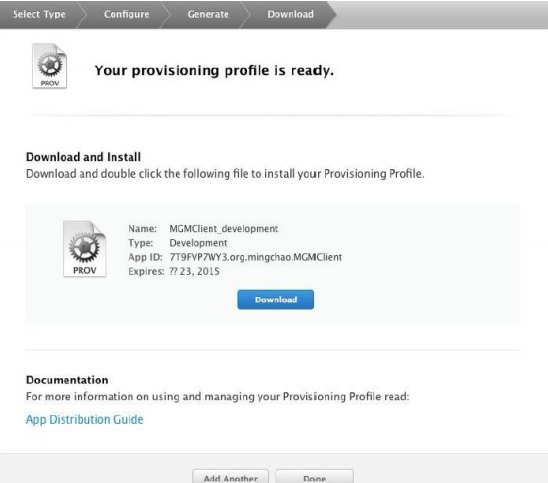 Select Type Configure Generate Download
PROV
Your provisioning profile is ready.
Download and Install
Download and double click the following file to install your Provisioning Profile.
PROV
Name: MGMClient_development
Type: Development
App ID: 7T9FVP7WY3.org.mingchao.MGMClient
Expires: ?? 23, 2015
Download
Documentation
For more information on using and managing your Provisioning Profile read:
App Distribution Guide
Add Another Done